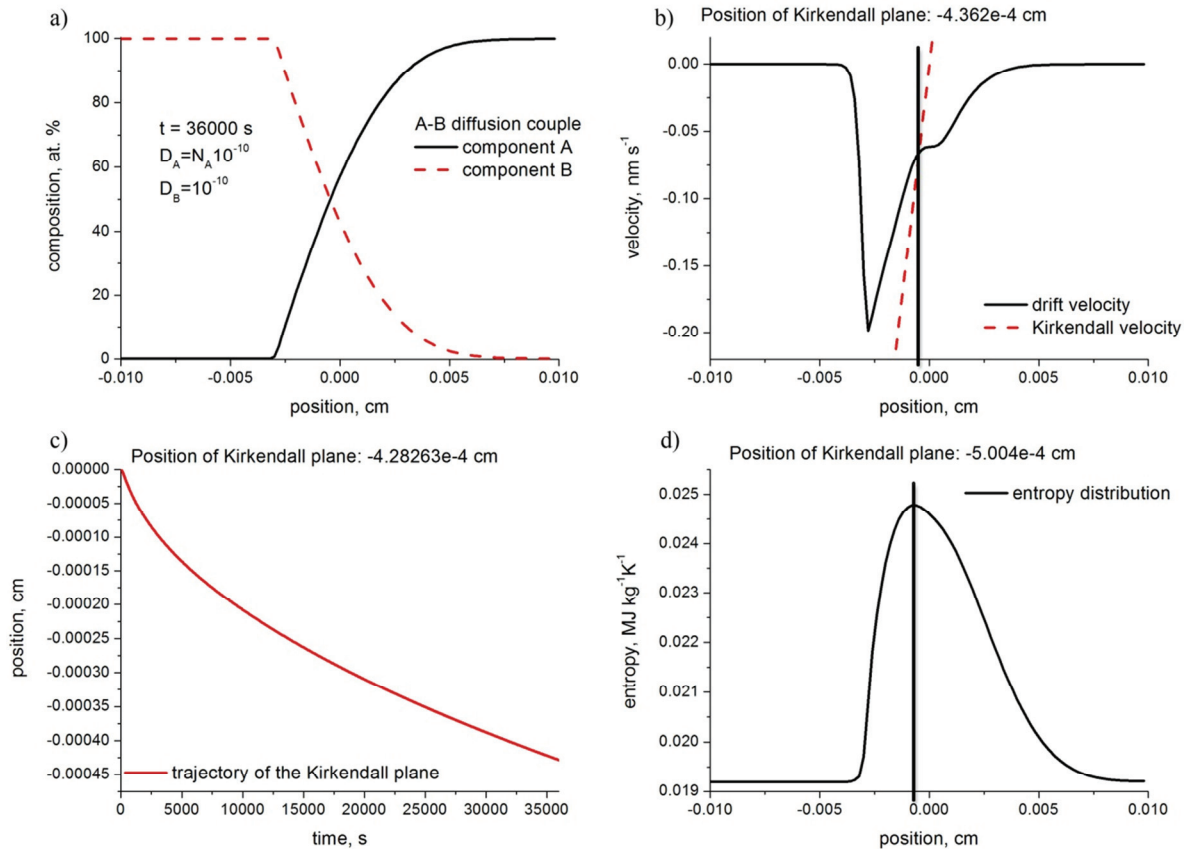 a)
100
80
60
40
20
0
composition, at. %
t = 36000 s
D_A=N_A10^-10
D_B=10^-10
A-B diffusion couple
component A
component B
-0.010
-0.005
0.000
0.005
0.010
position, cm
b)
Position of Kirkendall plane: -4.362e-4 cm
0.00
-0.05
-0.10
-0.15
-0.20
velocity, nm s^-1
drift velocity
Kirkendall velocity
-0.010
-0.005
0.000
0.005
0.010
position, cm
c)
Position of Kirkendall plane: -4.28263e-4 cm
0.00000
-0.00005
-0.00010
-0.00015
-0.00020
-0.00025
-0.00030
-0.00035
-0.00040
-0.00045
position, cm
trajectory of the Kirkendall plane
0
5000
10000
15000
20000
25000
30000
35000
time, s
d)
Position of Kirkendall plane: -5.004e-4 cm
0.025
0.024
0.023
0.022
0.021
0.020
0.019
entropy, MJ kg^-1K^-1
entropy distribution
-0.010
-0.005
0.000
0.005
0.010
position, cm